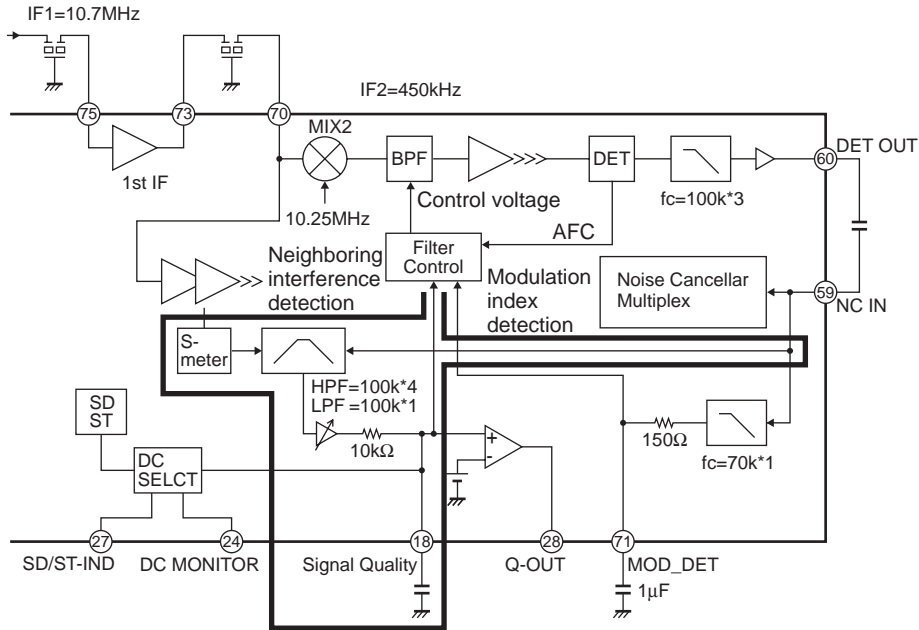 IF1=10.7MHz
IF2=450kHz
75
73
70
MIX2
1st IF
10.25MHz
BPF
DET
fc=100k*3
60
DET OUT
Control voltage
AFC
Filter
Control
Neighboring
interference
detection
Modulation
index
detection
Noise Cancellar
Multiplex
59
NC IN
S-
meter
HPF=100k*4
LPF =100k*1
10kΩ
+
-
150Ω
fc=70k*1
SD
ST
DC
SELCT
27
24
18
28
71
SD/ST-IND
DC MONITOR
Signal Quality
Q-OUT
MOD_DET
1μF